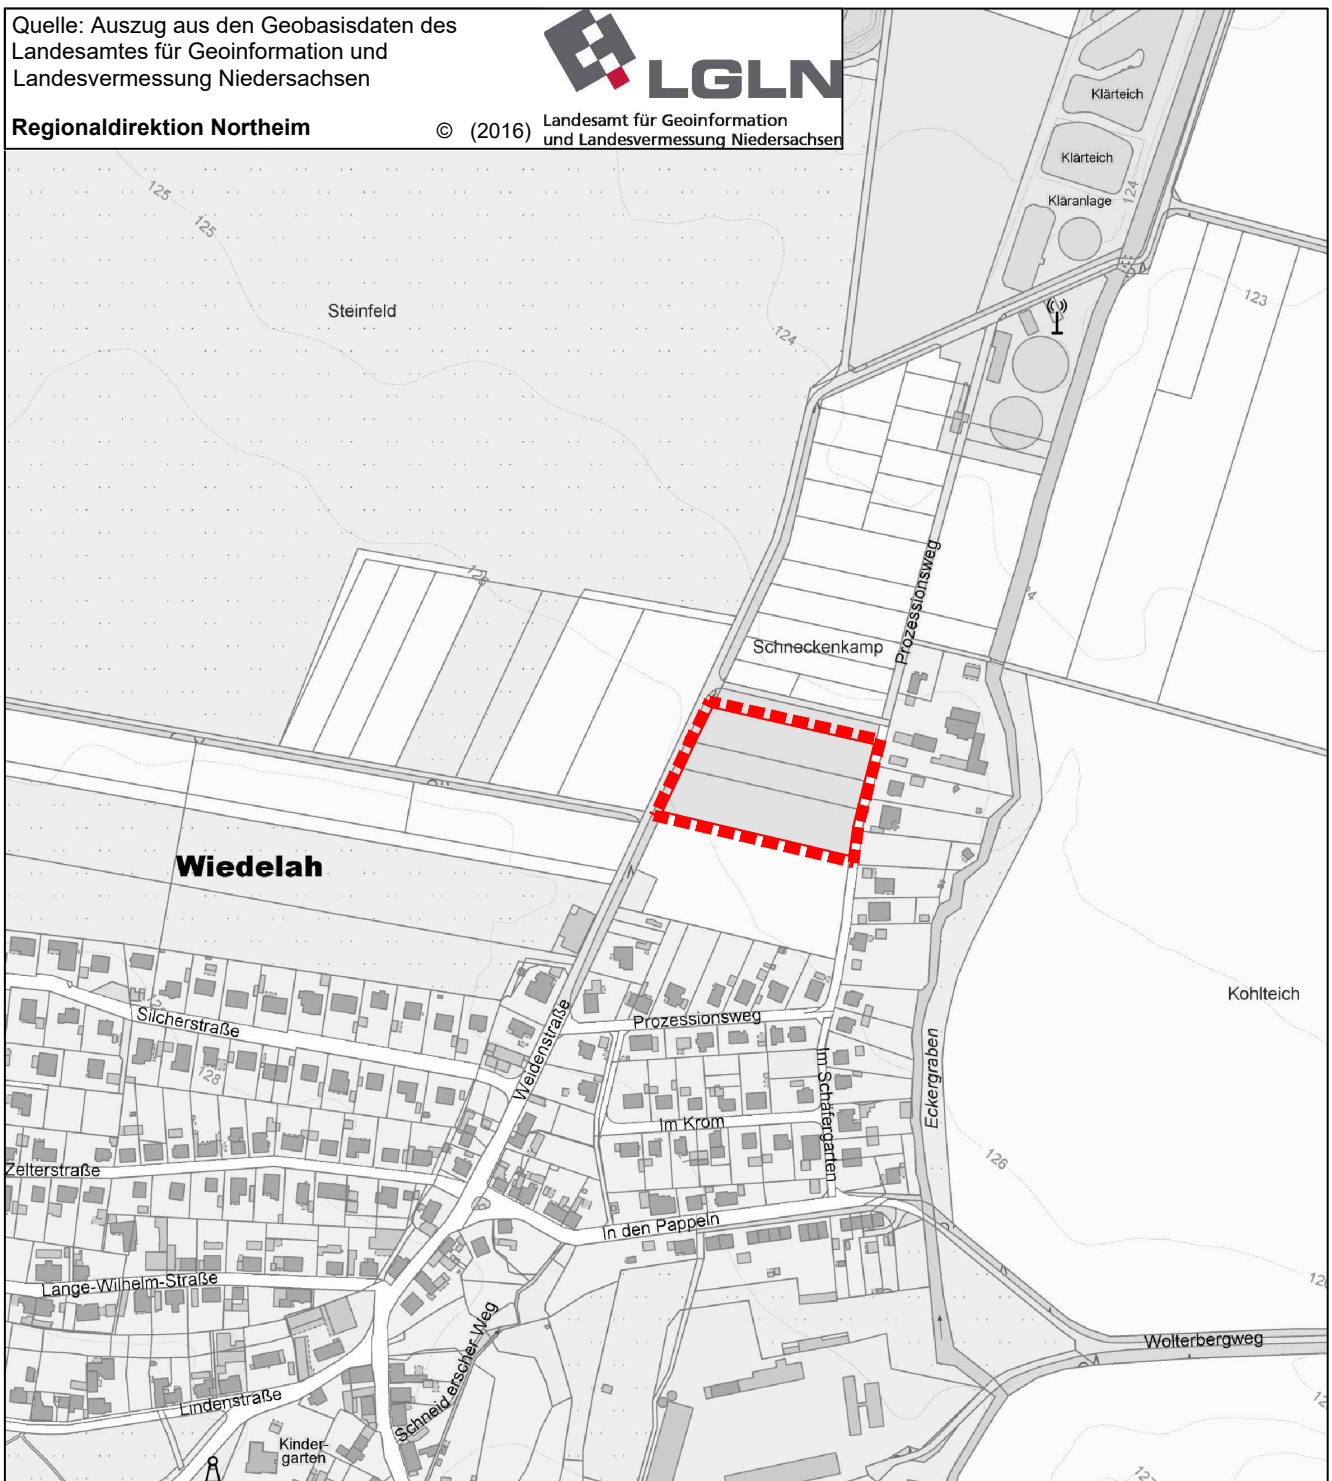 Quelle: Auszug aus den Geobasisdaten des
Landesamtes für Geoinformation und
Landesvermessung Niedersachsen
Regionaldirektion Northeim
© (2016)
LGLN
Landesamt für Geoinformation
und Landesvermessung Niedersachsen
Klärteich
Klärteich
Kläranlage
124
125
125
123
Steinfeld
124
Prozessionsweg
Schneckenkamp
Wiedelah
Kohlteich
Silcherstraße
Weidenstraße
Prozessionsweg
Im Schäfergarten
Eckergraben
128
Im Krom
126
Zelterstraße
In den Pappeln
Lange-Wilhelm-Straße
Schneid erscher Weg
Wolterbergweg
Lindenstraße
Kinder-
garten